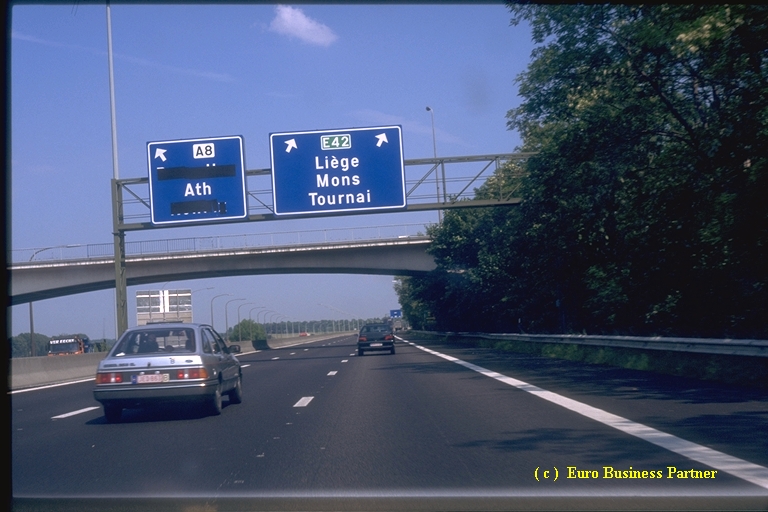 A8
Ath
E42
Liège
Mons
Tournai
( c ) Euro Business Partner